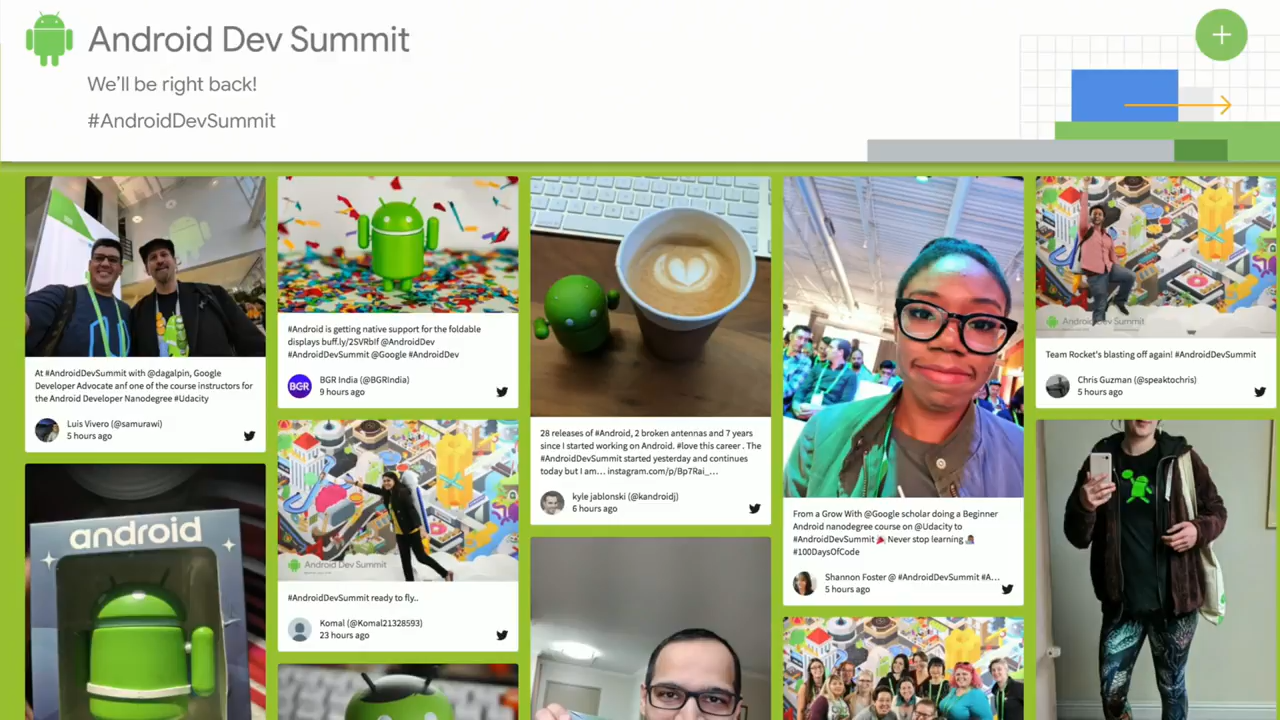 Android Dev Summit
We'll be right back!
#AndroidDevSummit
At #AndroidDevSummit with @dagalpin, Google
Developer Advocate anf one of the course instructors for
the Android Developer Nanodegree #Udacity
Luis Vivero (@samurawi)
5 hours ago
android
#Android is getting native support for the foldable
displays buff.ly/2SVRbIf @AndroidDev
#AndroidDevSummit @Google #AndroidDev
BGR
BGR India (@BGRIndia)
9 hours ago
Android Dev Summit
#AndroidDevSummit ready to fly..
Komal (@Komal21328593)
23 hours ago
28 releases of #Android, 2 broken antennas and 7 years
since I started working on Android. #love this career . The
#AndroidDevSummit started yesterday and continues
today but I am... instagram.com/p/Bp7Rai_...
kyle jablonski (@kandroidj)
6 hours ago
From a Grow With @Google scholar doing a Beginner
Android nanodegree course on @Udacity to
#AndroidDevSummit 🎉 Never stop learning 👩🏾‍🎓
#100DaysOfCode
Shannon Foster @ #AndroidDevSummit #A...
5 hours ago
Android Dev Summit
Team Rocket's blasting off again! #AndroidDevSummit
Chris Guzman (@speaktochris)
5 hours ago